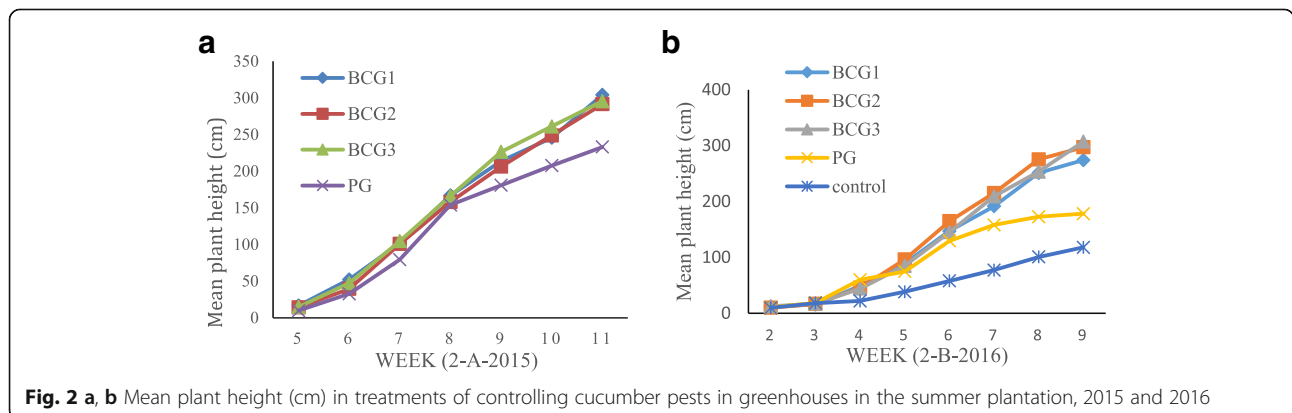 a
350
300
250
200
150
100
50
0
Mean plant height (cm)
BCG1
BCG2
BCG3
PG
5 6 7 8 9 10 11
WEEK (2-A-2015)
b
400
300
200
100
0
Mean plant height (cm)
BCG1
BCG2
BCG3
PG
control
2 3 4 5 6 7 8 9
WEEK (2-B-2016)
Fig. 2 a, b Mean plant height (cm) in treatments of controlling cucumber pests in greenhouses in the summer plantation, 2015 and 2016